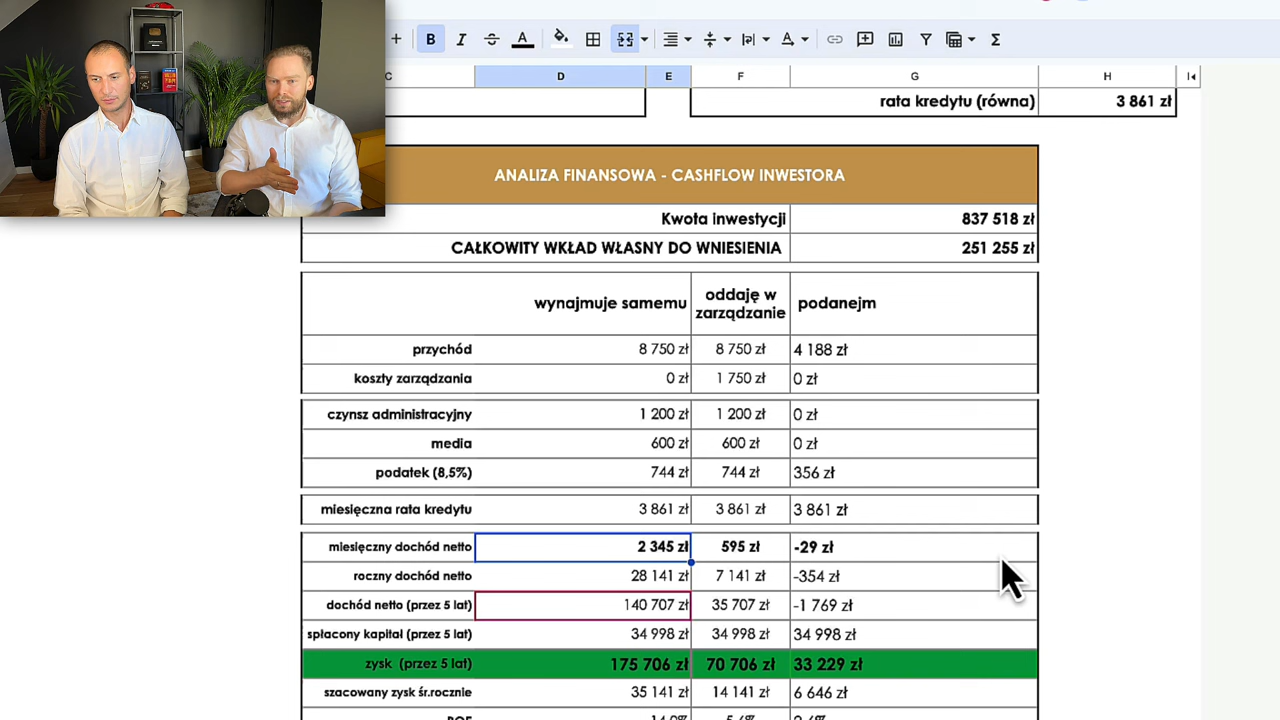 B I A Σ
C D E F G H
rata kredytu (równa) 3 861 zł
ANALIZA FINANSOWA - CASHFLOW INWESTORA
Kwota inwestycji 837 518 zł
CAŁKOWITY WKŁAD WŁASNY DO WNIESIENIA 251 255 zł
wynajmuje samemu oddaję w zarządzanie podanejm
przychód 8 750 zł 8 750 zł 4 188 zł
koszty zarządzania 0 zł 1 750 zł 0 zł
czynsz administracyjny 1 200 zł 1 200 zł 0 zł
media 600 zł 600 zł 0 zł
podatek (8,5%) 744 zł 744 zł 356 zł
miesięczna rata kredytu 3 861 zł 3 861 zł 3 861 zł
miesięczny dochód netto 2 345 zł 595 zł -29 zł
roczny dochód netto 28 141 zł 7 141 zł -354 zł
dochód netto (przez 5 lat) 140 707 zł 35 707 zł -1 769 zł
spłacony kapitał (przez 5 lat) 34 998 zł 34 998 zł 34 998 zł
zysk (przez 5 lat) 175 706 zł 70 706 zł 33 229 zł
szacowany zysk śr.rocznie 35 141 zł 14 141 zł 6 646 zł